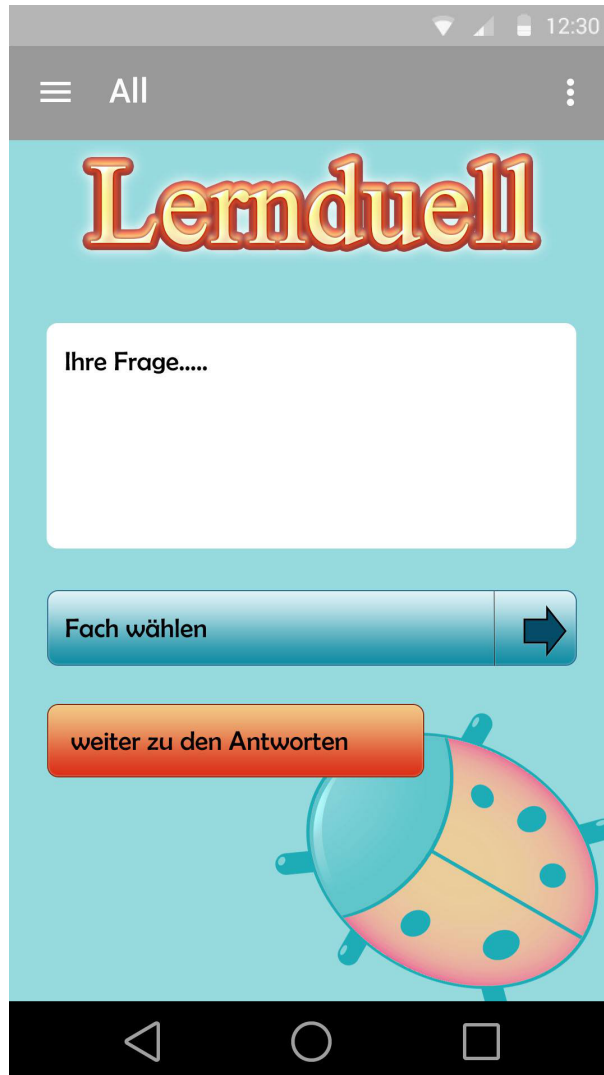 12:30
All
Lernduell
Ihre Frage.....
Fach wählen
weiter zu den Antworten